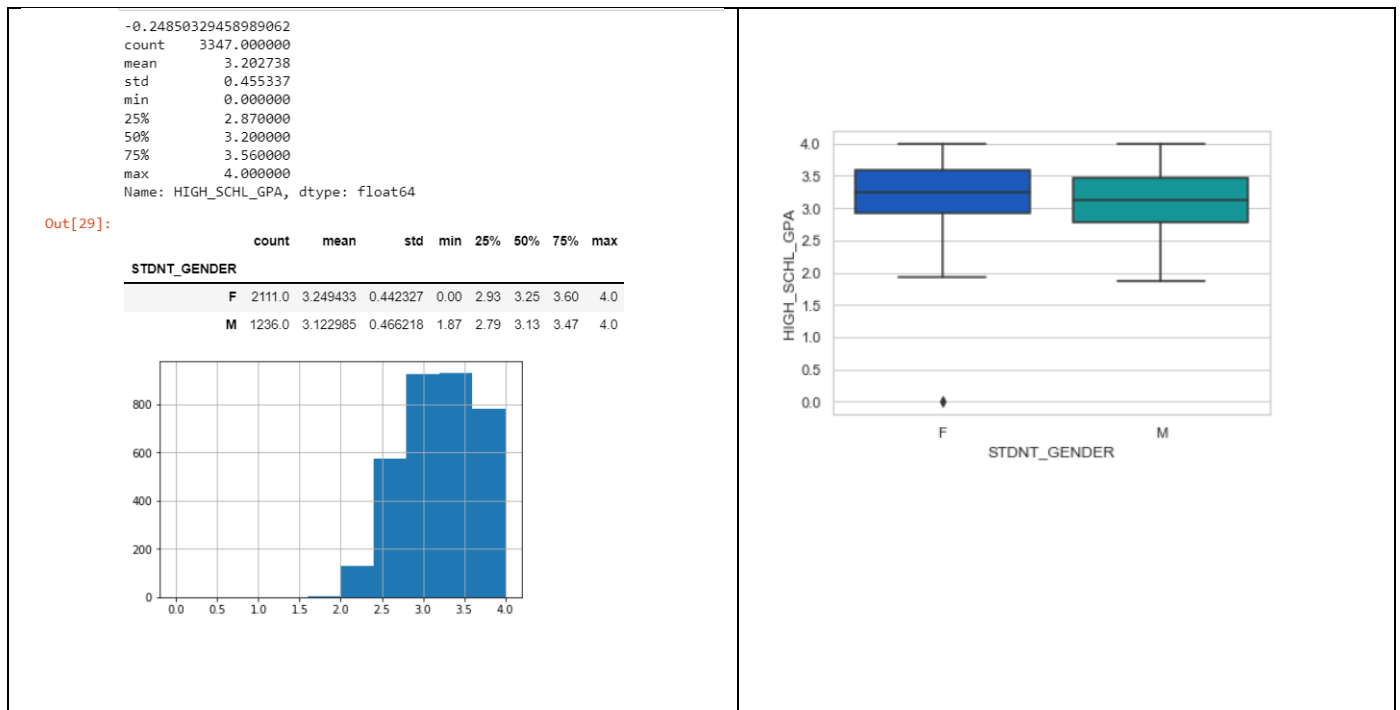 -0.24850329458989062
count 3347.000000
mean 3.202738
std 0.455337
min 0.000000
25% 2.870000
50% 3.200000
75% 3.560000
max 4.000000
Name: HIGH_SCHL_GPA, dtype: float64
Out[29]:
count mean std min 25% 50% 75% max
STDNT_GENDER
F 2111.0 3.249433 0.442327 0.00 2.93 3.25 3.60 4.0
M 1236.0 3.122985 0.466218 1.87 2.79 3.13 3.47 4.0
800
600
400
200
0
0.0 0.5 1.0 1.5 2.0 2.5 3.0 3.5 4.0
HIGH_SCHL_GPA
4.0
3.5
3.0
2.5
2.0
1.5
1.0
0.5
0.0
F M
STDNT_GENDER